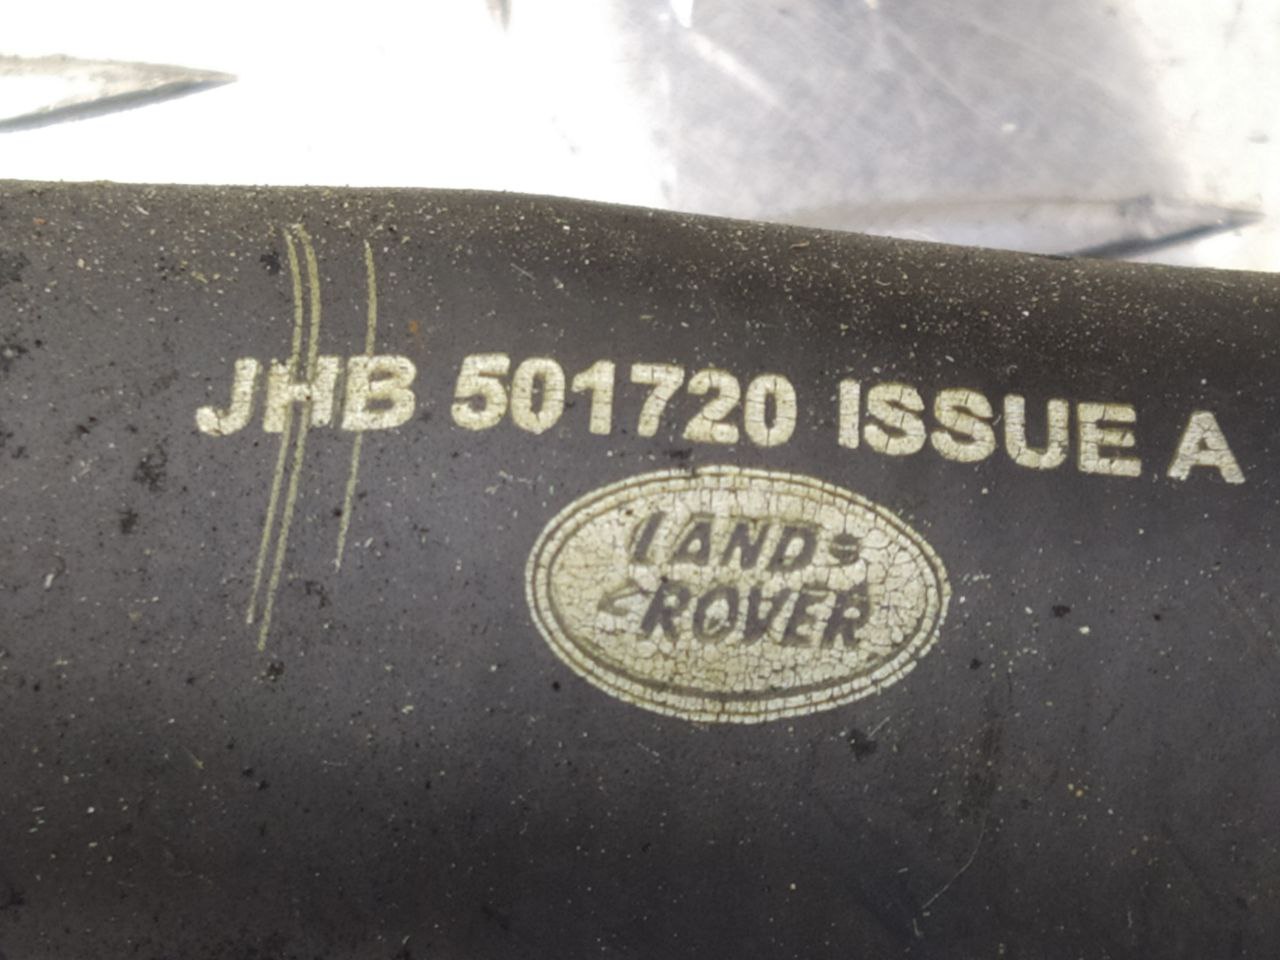 JHB 501720 ISSUE A
LAND
ROVER